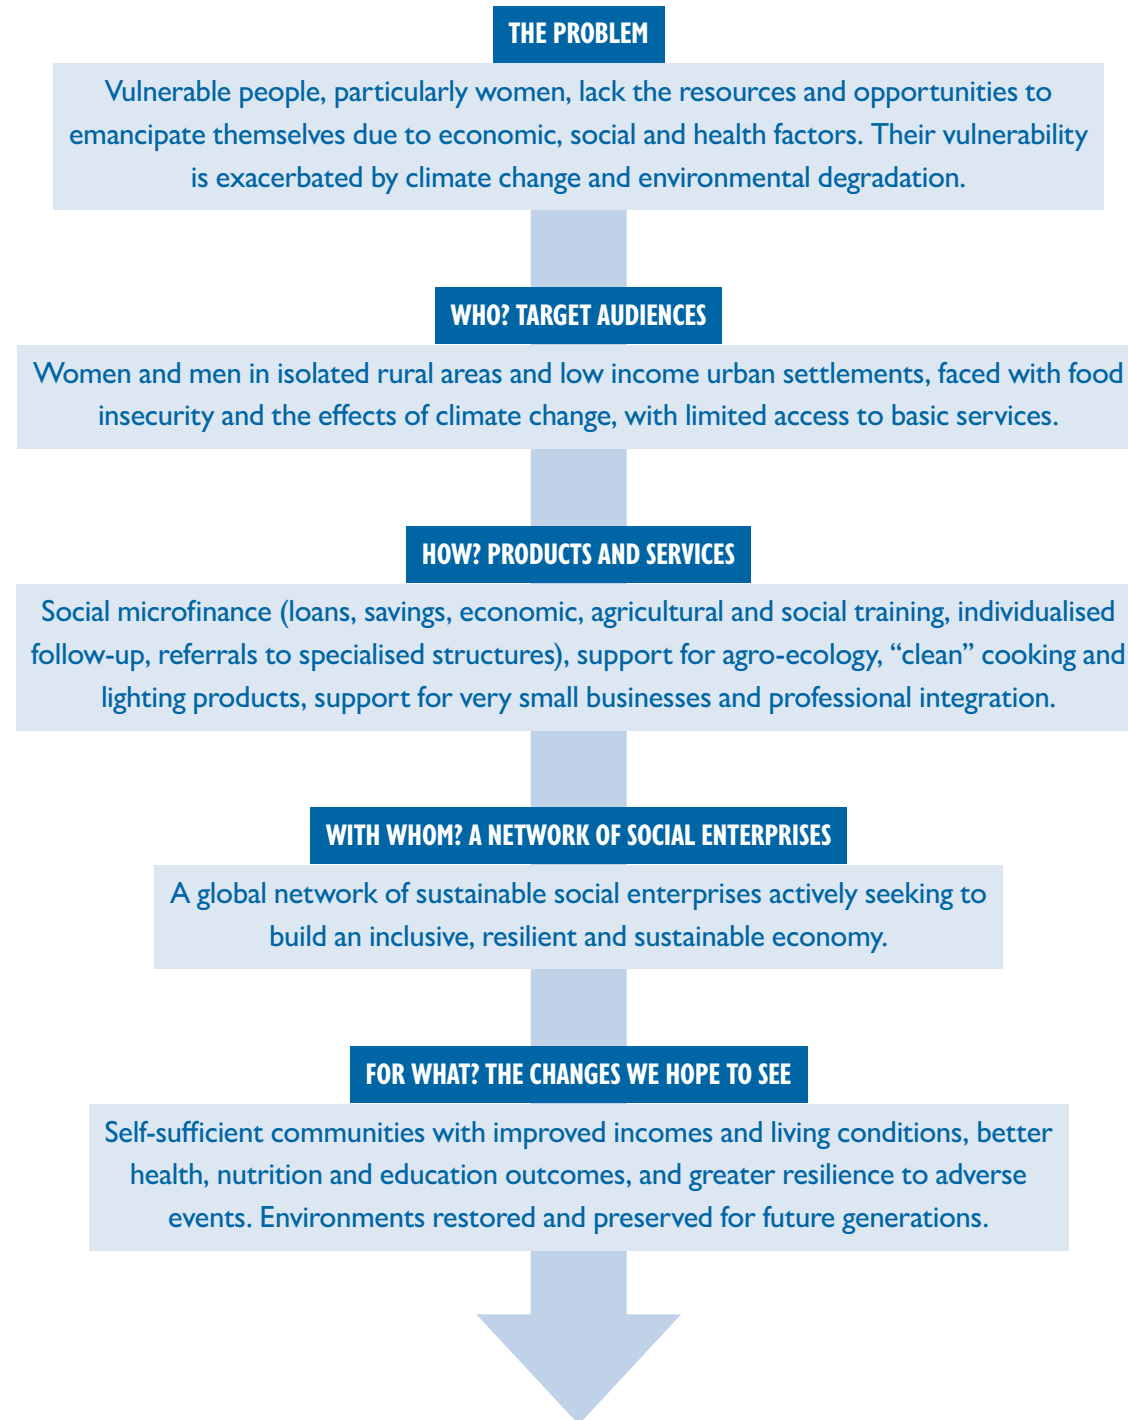 THE PROBLEM
Vulnerable people, particularly women, lack the resources and opportunities to
emancipate themselves due to economic, social and health factors. Their vulnerability
is exacerbated by climate change and environmental degradation.
WHO? TARGET AUDIENCES
Women and men in isolated rural areas and low income urban settlements, faced with food
insecurity and the effects of climate change, with limited access to basic services.
HOW? PRODUCTS AND SERVICES
Social microfinance (loans, savings, economic, agricultural and social training, individualised
follow-up, referrals to specialised structures), support for agro-ecology, “clean” cooking and
lighting products, support for very small businesses and professional integration.
WITH WHOM? A NETWORK OF SOCIAL ENTERPRISES
A global network of sustainable social enterprises actively seeking to
build an inclusive, resilient and sustainable economy.
FOR WHAT? THE CHANGES WE HOPE TO SEE
Self-sufficient communities with improved incomes and living conditions, better
health, nutrition and education outcomes, and greater resilience to adverse
events. Environments restored and preserved for future generations.